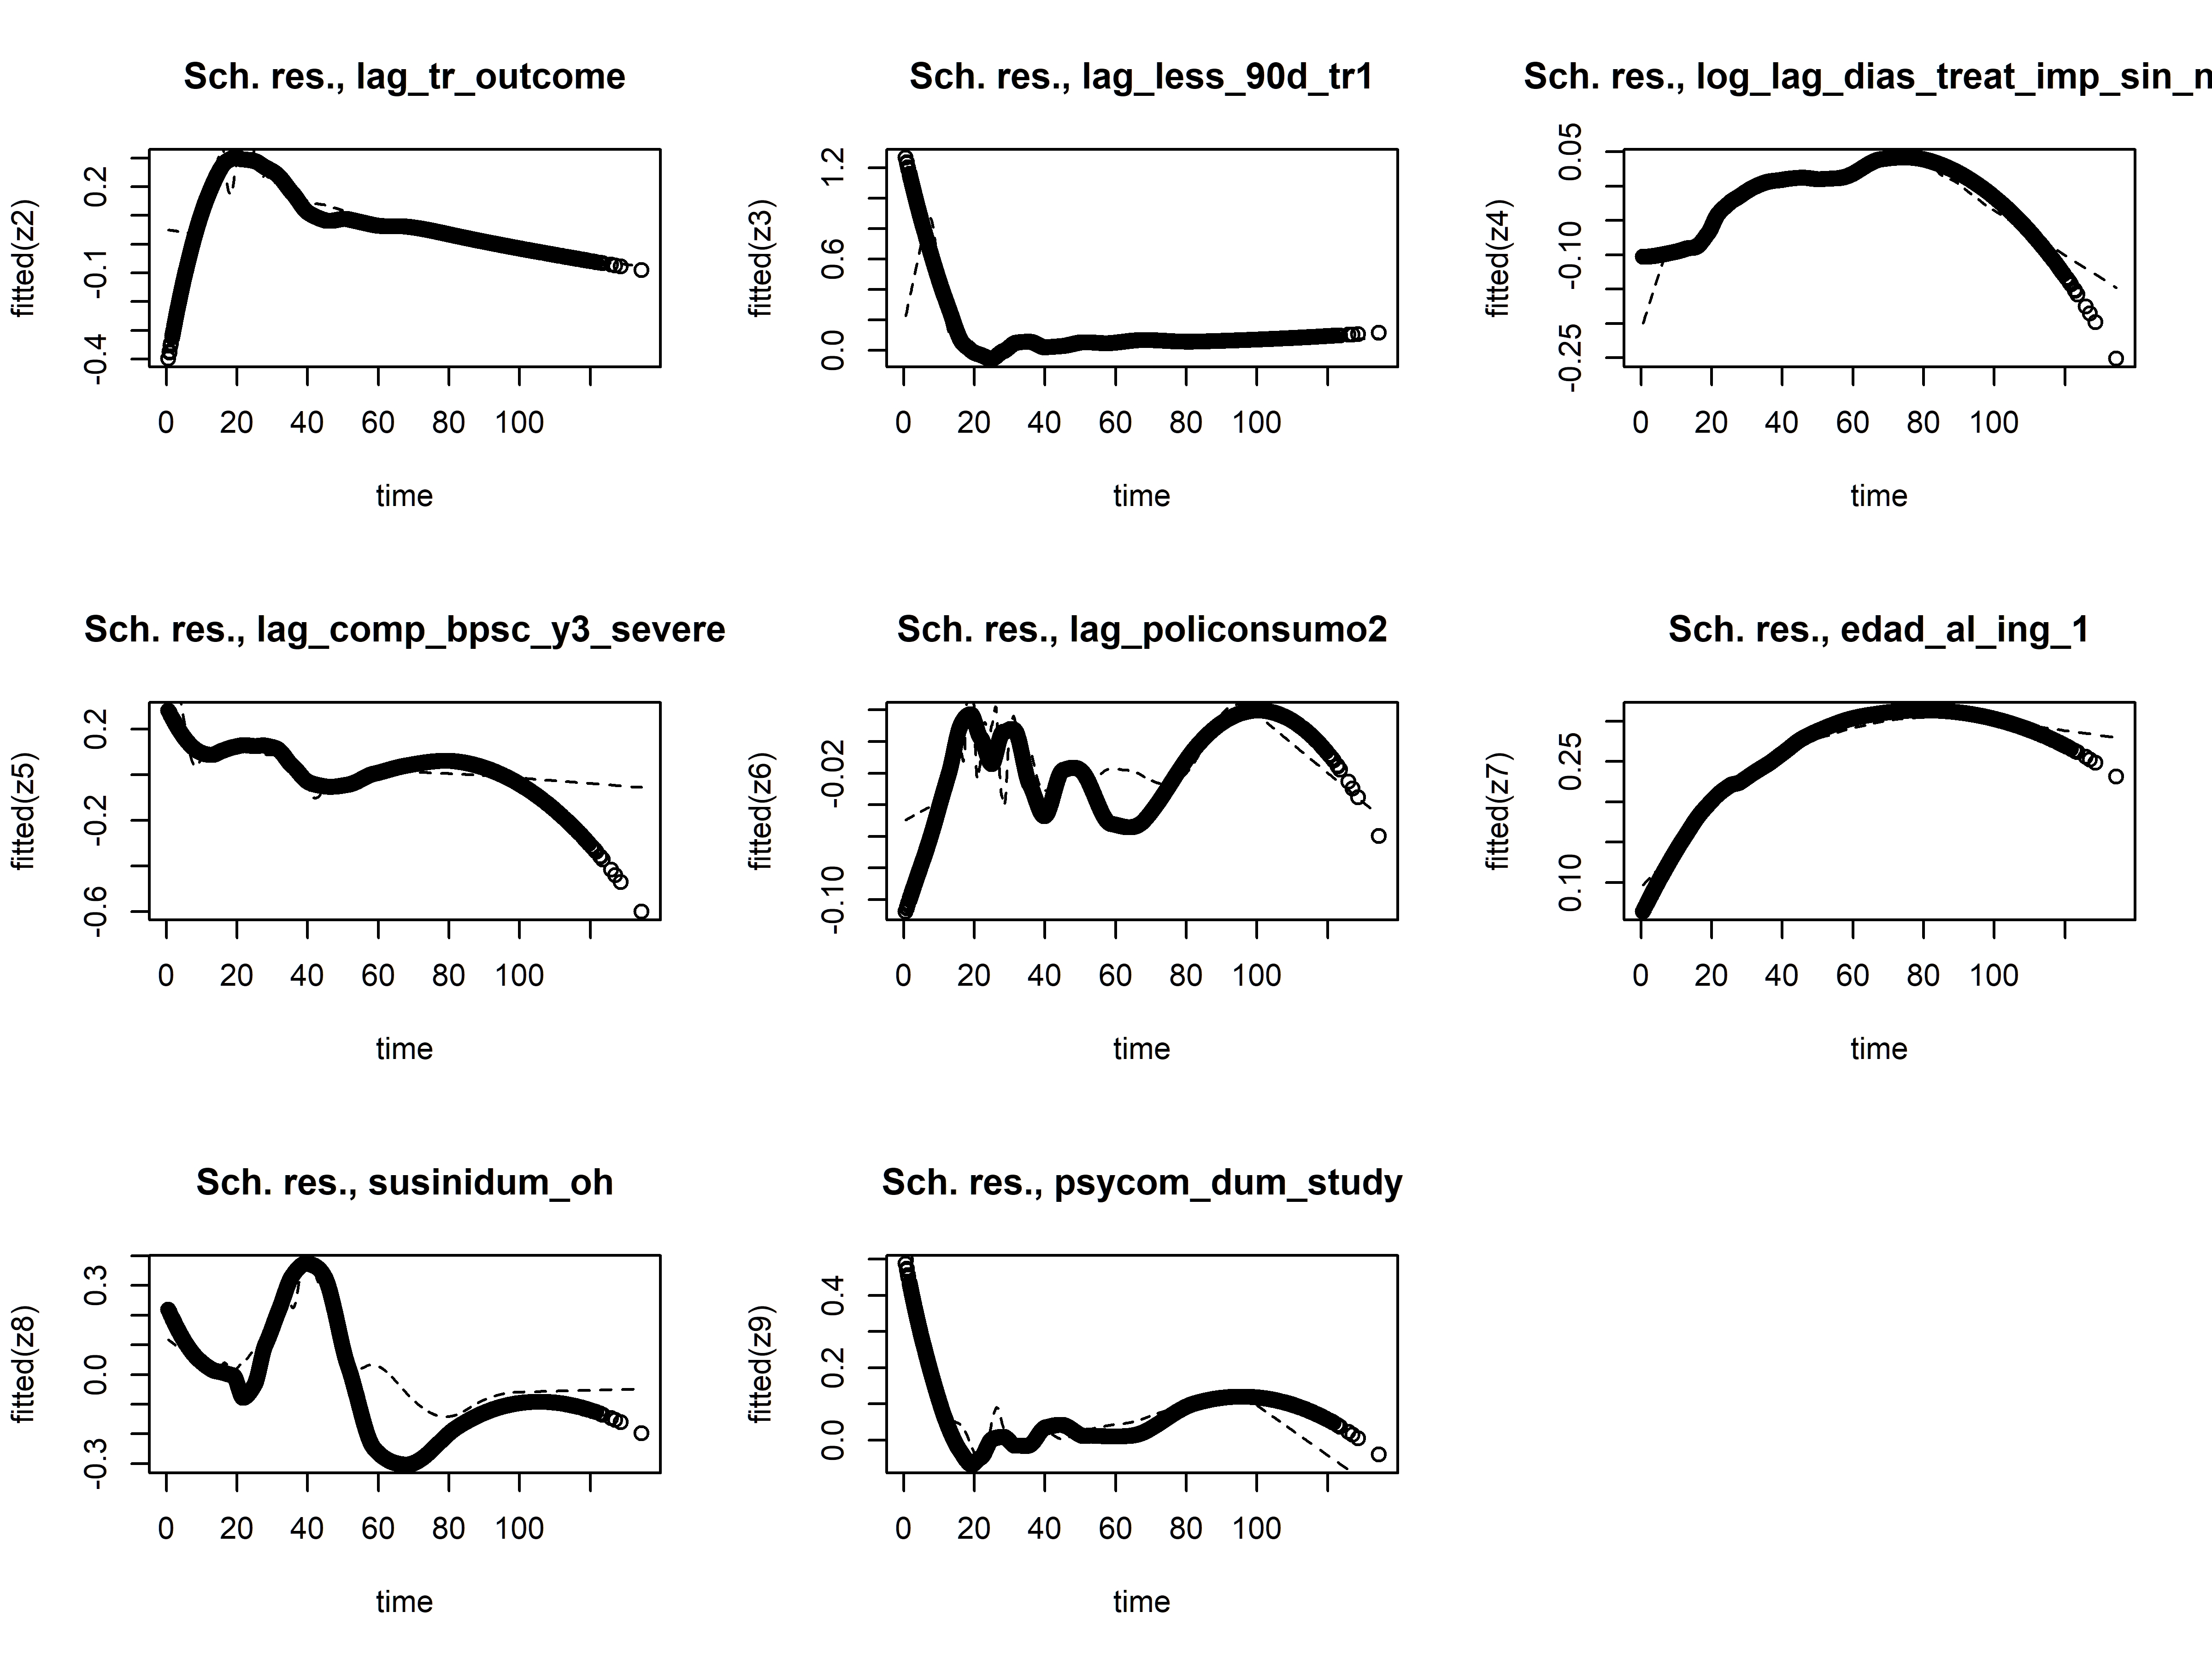 Sch. res., lag_tr_outcome
fitted(z2)
0.2
-0.1
-0.4
0 20 40 60 80 100
time
Sch. res., lag_less_90d_tr1
fitted(z3)
1.2
0.6
0.0
0 20 40 60 80 100
time
Sch. res., log_lag_dias_treat_imp_sin_n
fitted(z4)
0.05
-0.10
-0.25
0 20 40 60 80 100
time
Sch. res., lag_comp_bpsc_y3_severe
fitted(z5)
0.2
-0.2
-0.6
0 20 40 60 80 100
time
Sch. res., lag_policonsumo2
fitted(z6)
-0.02
-0.10
0 20 40 60 80 100
time
Sch. res., edad_al_ing_1
fitted(z7)
0.25
0.10
0 20 40 60 80 100
time
Sch. res., susinidum_oh
fitted(z8)
0.3
0.0
-0.3
0 20 40 60 80 100
time
Sch. res., psycom_dum_study
fitted(z9)
0.4
0.2
0.0
0 20 40 60 80 100
time